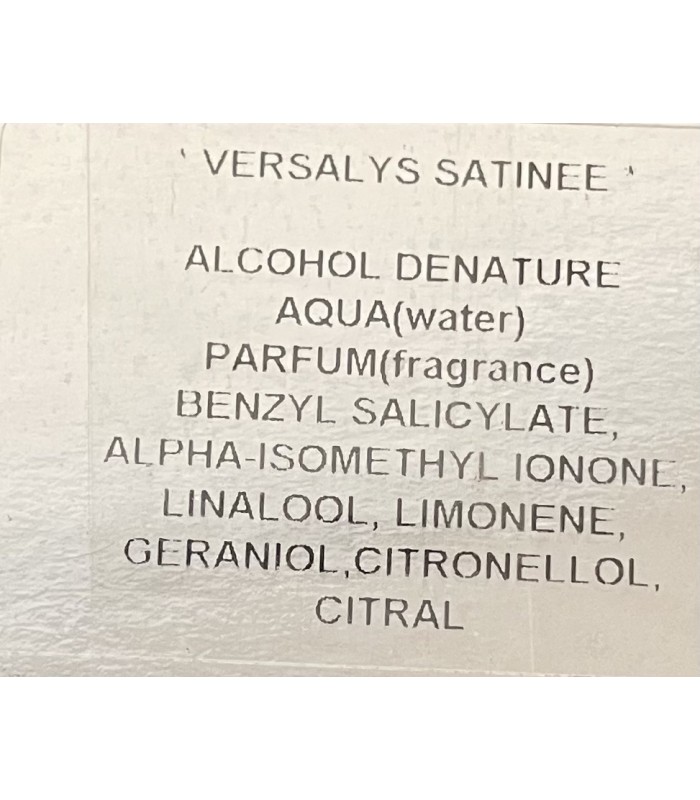 ' VERSALYS SATINEE '
ALCOHOL DENATURE
AQUA(water)
PARFUM(fragrance)
BENZYL SALICYLATE,
ALPHA-ISOMETHYL IONONE,
LINALOOL, LIMONENE,
GERANIOL,CITRONELLOL,
CITRAL